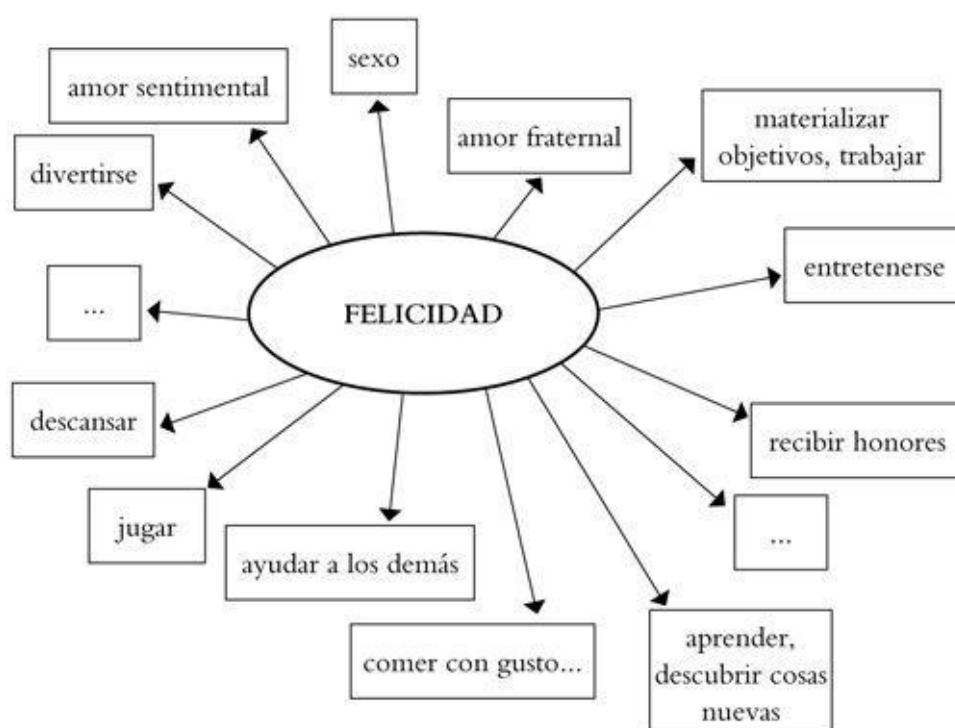 sexo
amor sentimental
amor fraternal
materializar
objetivos, trabajar
divertirse
entretenerse
...
FELICIDAD
descansar
recibir honores
jugar
...
ayudar a los demás
comer con gusto...
aprender,
descubrir cosas
nuevas